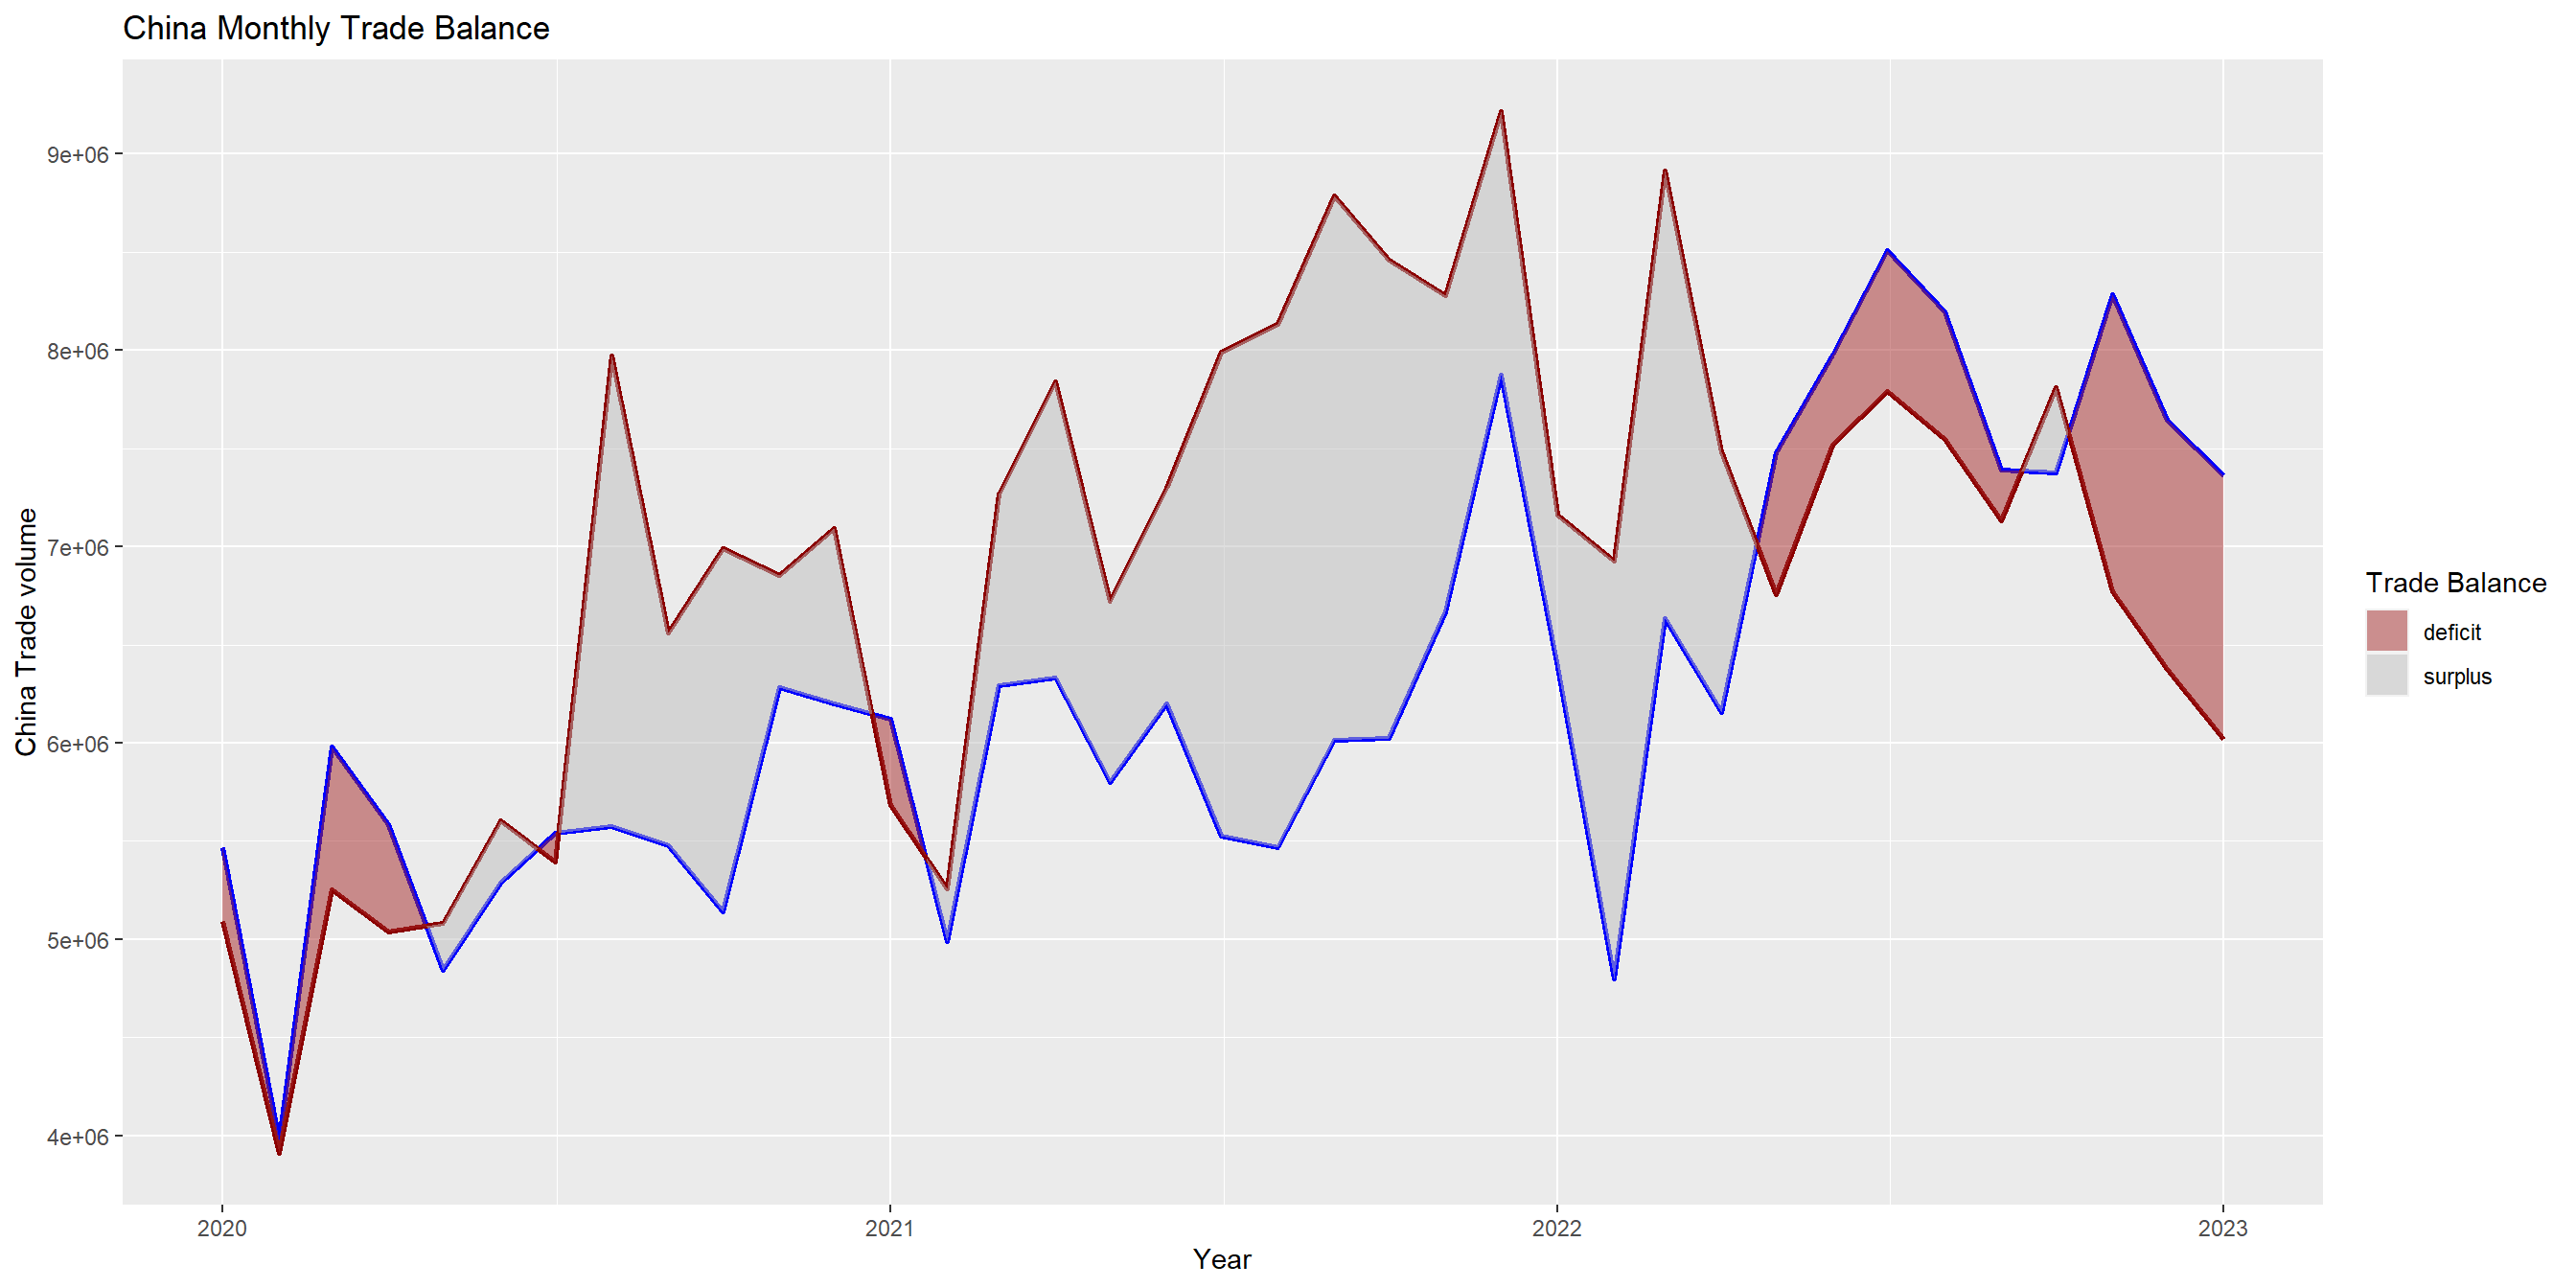 China Monthly Trade Balance
9e+06
8e+06
7e+06
6e+06
5e+06
4e+06
China Trade volume
2020
2021
2022
2023
Year
Trade Balance
deficit
surplus